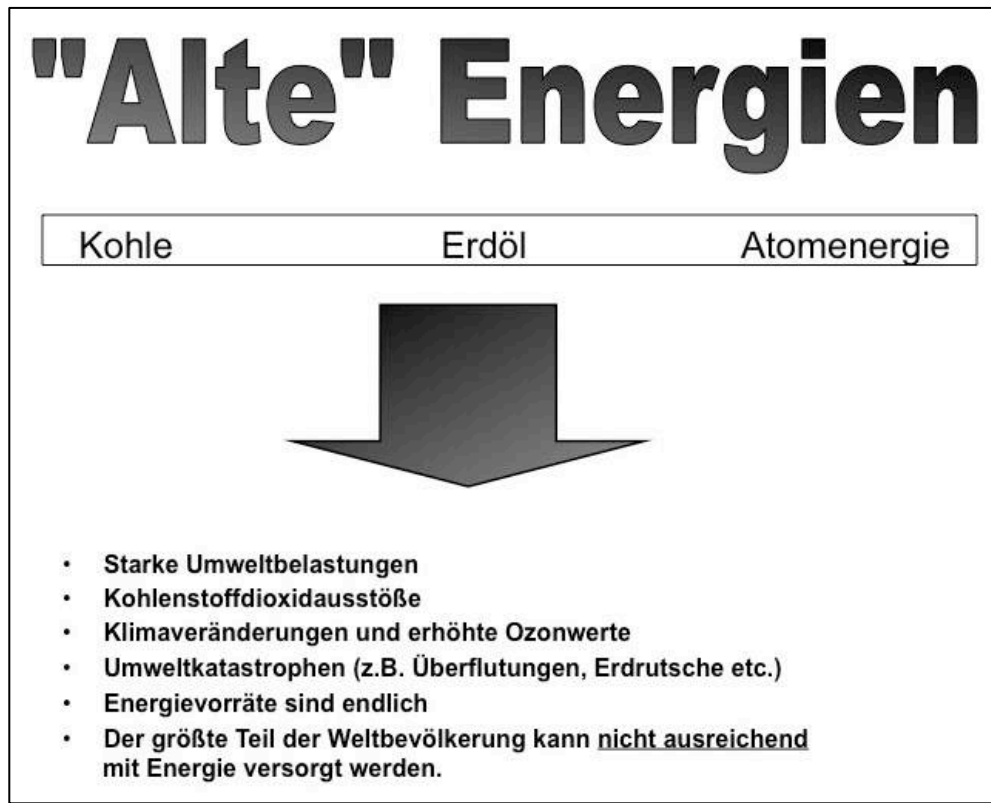 "Alte" Energien
Kohle Erdöl Atomenergie
• Starke Umweltbelastungen
• Kohlenstoffdioxidausstöße
• Klimaveränderungen und erhöhte Ozonwerte
• Umweltkatastrophen (z.B. Überflutungen, Erdrutsche etc.)
• Energievorräte sind endlich
• Der größte Teil der Weltbevölkerung kann nicht ausreichend
mit Energie versorgt werden.